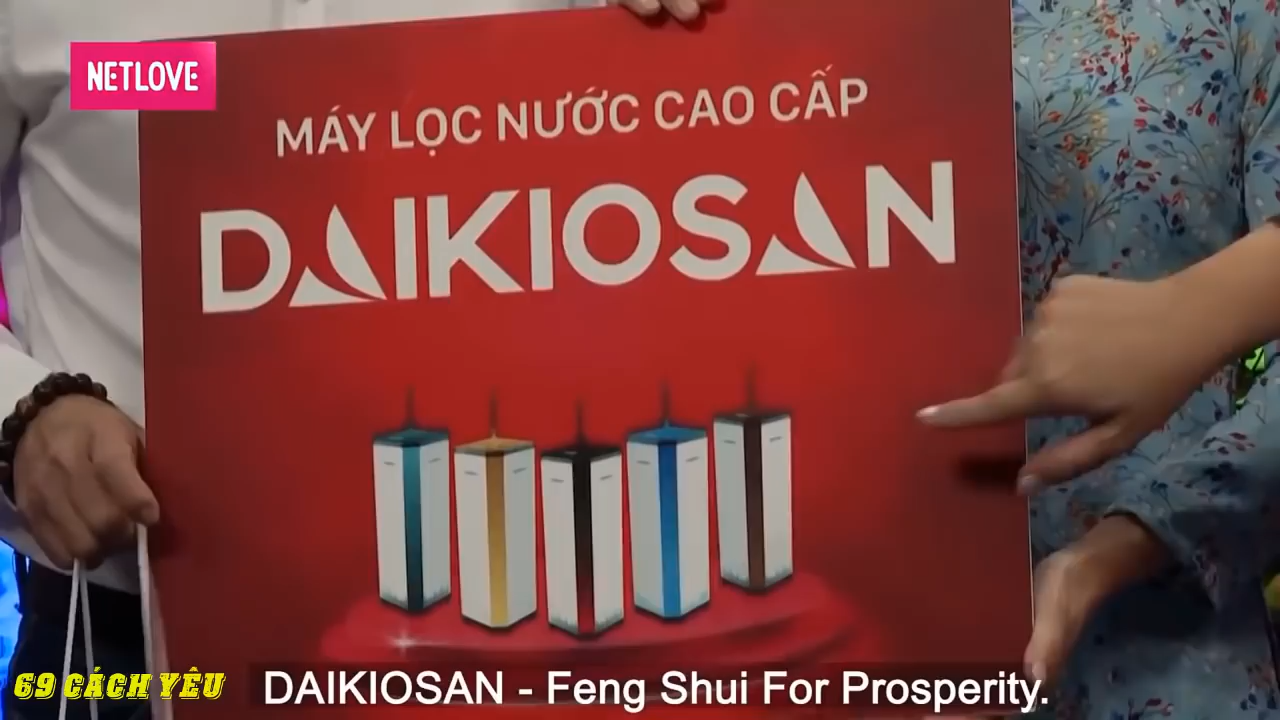 NETLOVE
MÁY LỌC NƯỚC CAO CẤP
DAIKIOSAN
69 CÁCH YÊU
DAIKIOSAN - Feng Shui For Prosperity.